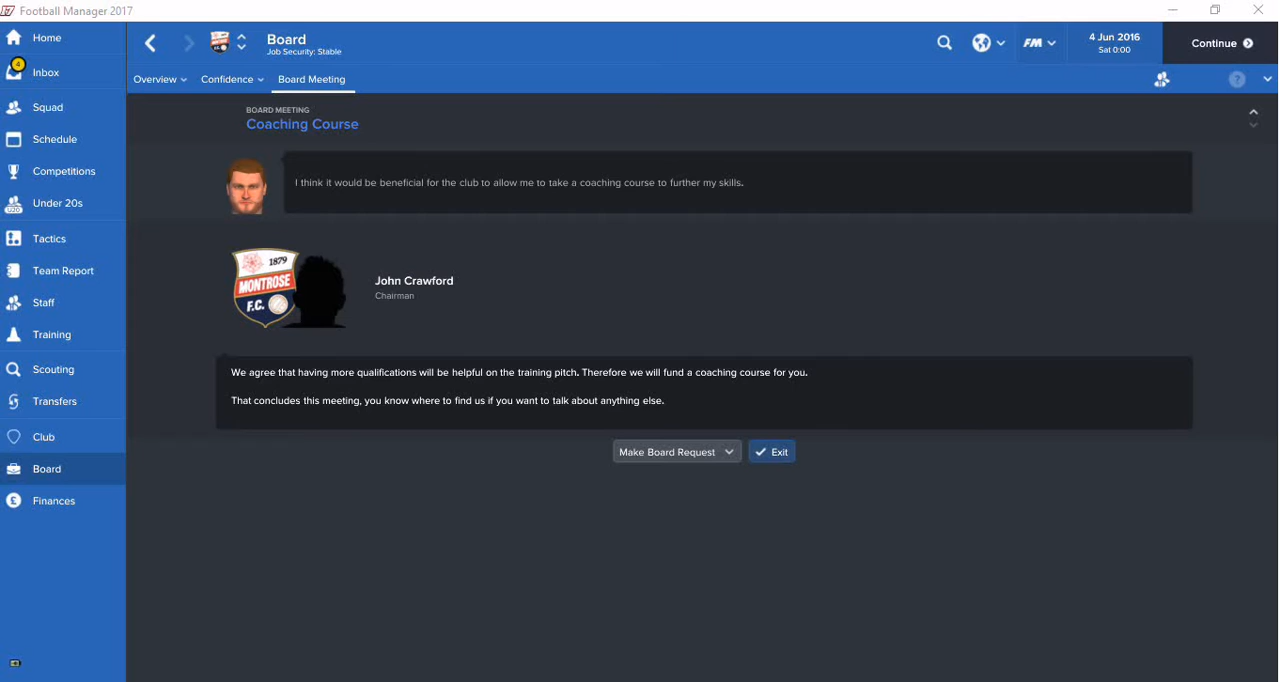 Football Manager 2017
Home
4
Inbox
Squad
Schedule
Competitions
U20
Under 20s
Tactics
Team Report
Staff
Training
Scouting
Transfers
Club
Board
£
Finances
Board
Job Security: Stable
FM
4 Jun 2016
Sat 0:00
Continue
Overview
Confidence
Board Meeting
?
BOARD MEETING
Coaching Course
I think it would be beneficial for the club to allow me to take a coaching course to further my skills.
1879
MONTROSE
F.C.
John Crawford
Chairman
We agree that having more qualifications will be helpful on the training pitch. Therefore we will fund a coaching course for you.
That concludes this meeting, you know where to find us if you want to talk about anything else.
Make Board Request
Exit